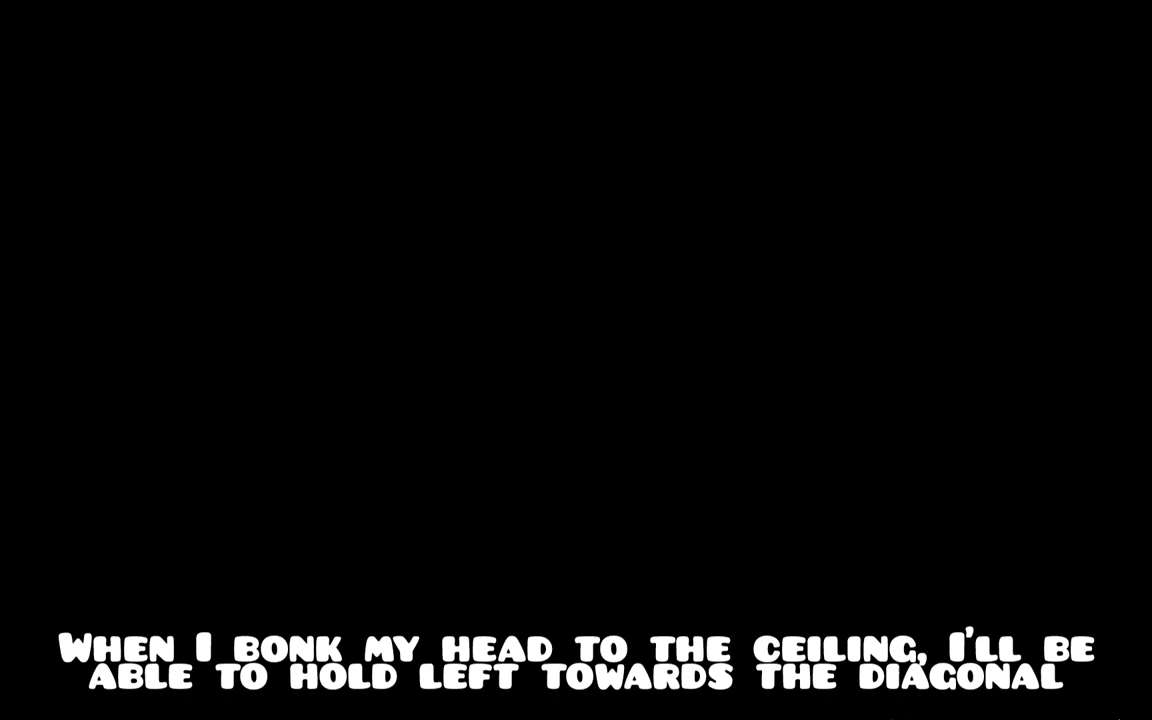 When I bonk my head to the ceiling, I'll be
able to hold left towards the diagonal